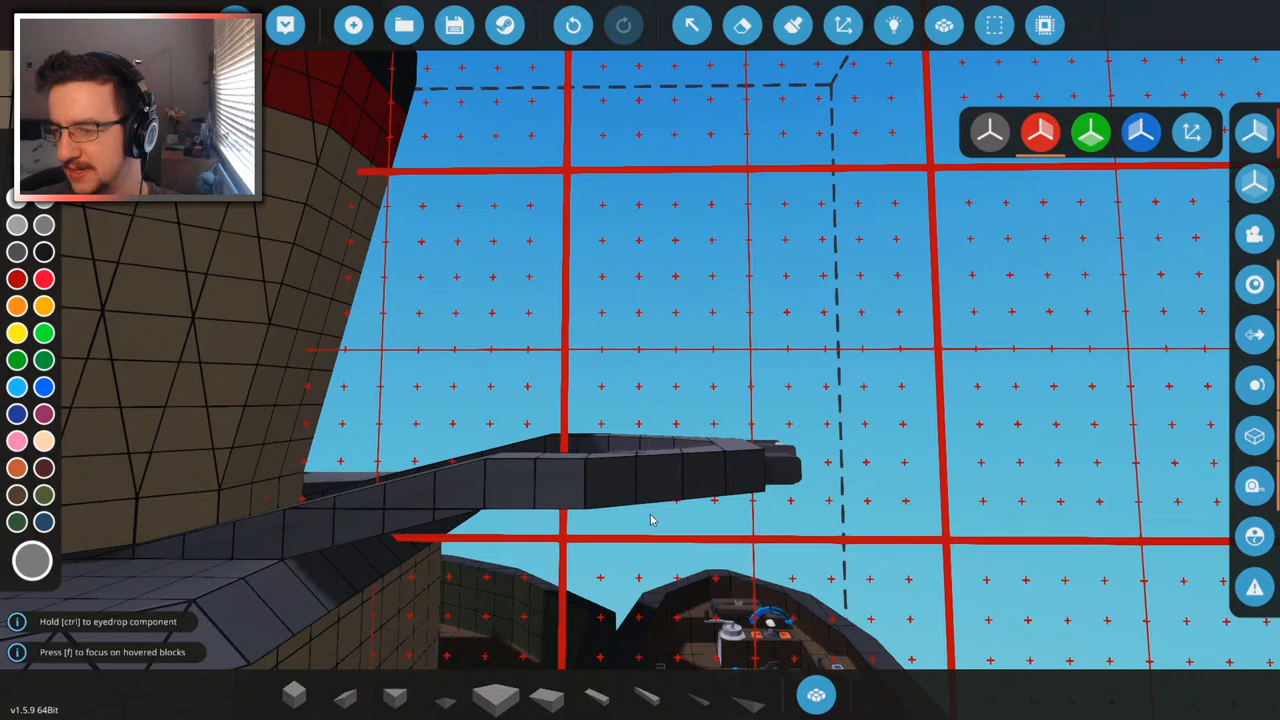 Hold [ctrl] to eyedrop component
Press [f] to focus on hovered blocks
v1.5.9 64Bit